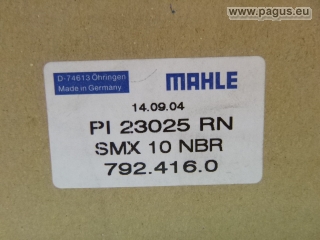 www.pagus.eu
D-74613 Öhringen
Made in Germany
MAHLE
14.09.04
PI 23025 RN
SMX 10 NBR
792.416.0